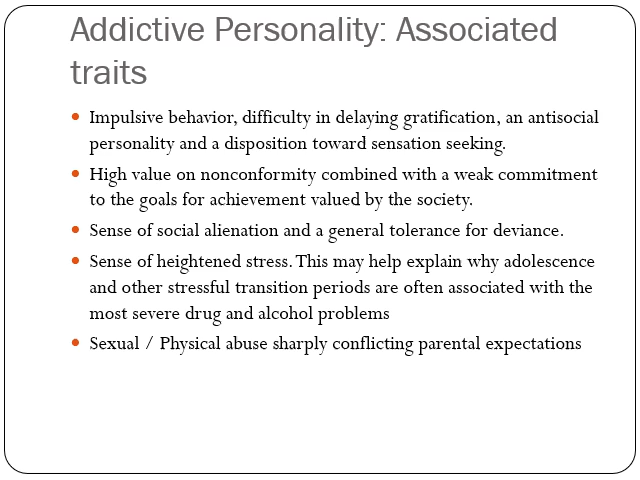 Addictive Personality: Associated
traits
• Impulsive behavior, difficulty in delaying gratification, an antisocial
personality and a disposition toward sensation seeking.
• High value on nonconformity combined with a weak commitment
to the goals for achievement valued by the society.
• Sense of social alienation and a general tolerance for deviance.
• Sense of heightened stress. This may help explain why adolescence
and other stressful transition periods are often associated with the
most severe drug and alcohol problems
• Sexual / Physical abuse sharply conflicting parental expectations